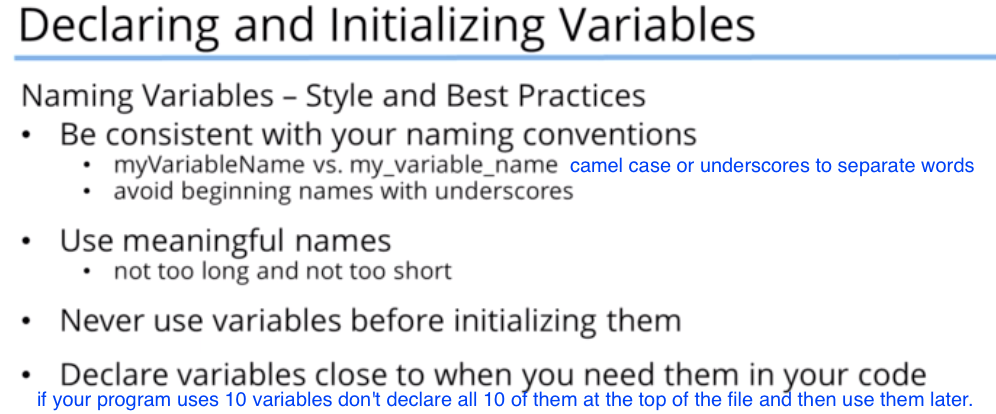 Declaring and Initializing Variables
Naming Variables – Style and Best Practices
• Be consistent with your naming conventions
• myVariableName vs. my_variable_name camel case or underscores to separate words
• avoid beginning names with underscores
• Use meaningful names
• not too long and not too short
• Never use variables before initializing them
• Declare variables close to when you need them in your code
if your program uses 10 variables don't declare all 10 of them at the top of the file and then use them later.